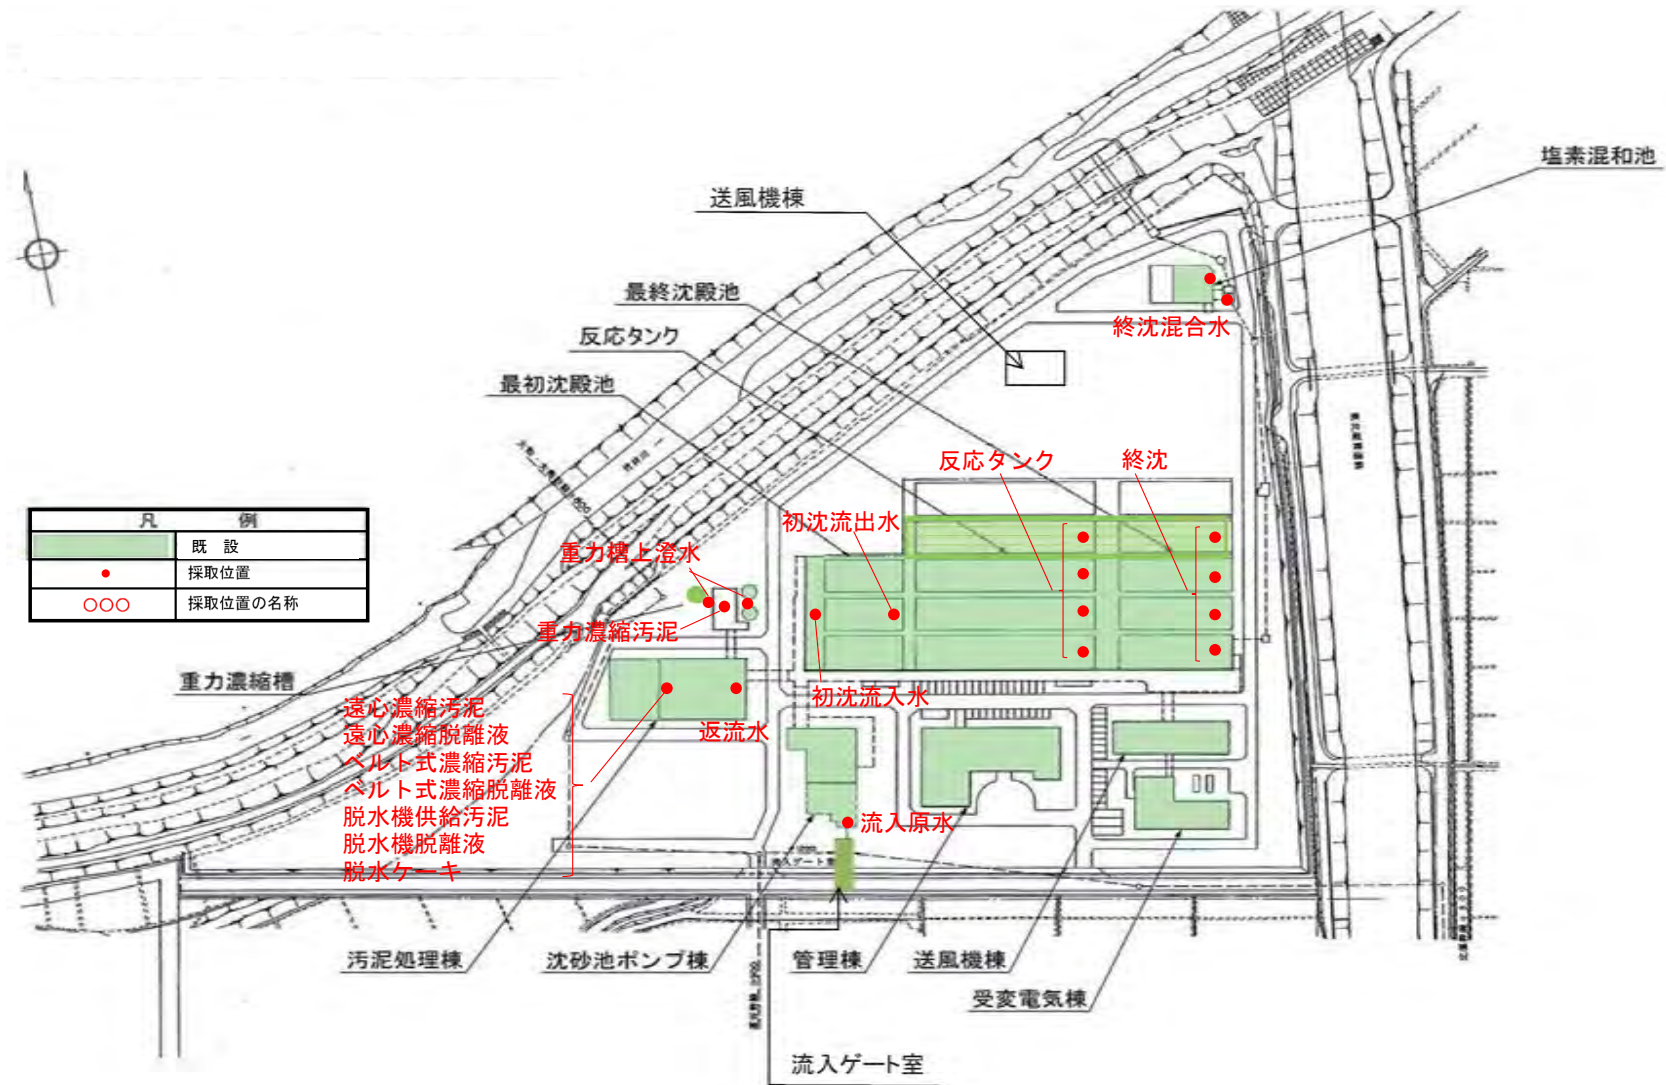 塩素混和池
送風機棟
最終沈殿池
反応タンク
最初沈殿池
終沈混合水
反応タンク
終沈
初沈流出水
凡 例
既 設
採取位置
○○○
採取位置の名称
重力槽上澄水
重力濃縮汚泥
重力濃縮槽
初沈流入水
返流水
遠心濃縮汚泥
遠心濃縮脱離液
ベルト式濃縮汚泥
ベルト式濃縮脱離液
脱水機供給汚泥
脱水機脱離液
脱水ケーキ
流入原水
流入ゲート室
汚泥処理棟
沈砂池ポンプ棟
管理棟
送風機棟
受変電気棟
流入ゲート室